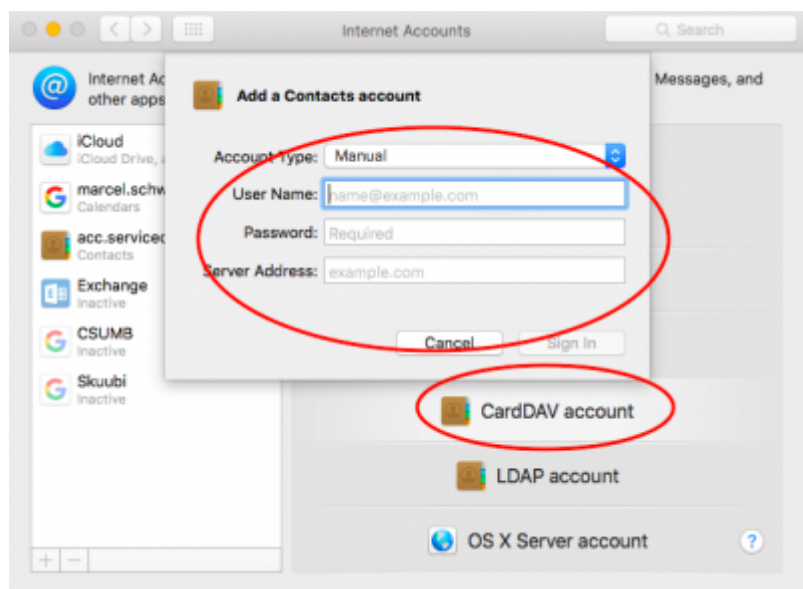 Internet Accounts
Search
Internet Ac
Messages, and
other apps
Add a Contacts account
iCloud
iCloud Drive,
Account Type: Manual
marcel.schw
Calendars
User Name: name@example.com
acc.service
Contacts
Password: Required
Server Address: example.com
Exchange
Inactive
CSUMB
Inactive
Cancel
Sign In
Skuubi
Inactive
CardDAV account
LDAP account
OS X Server account
?
+ −